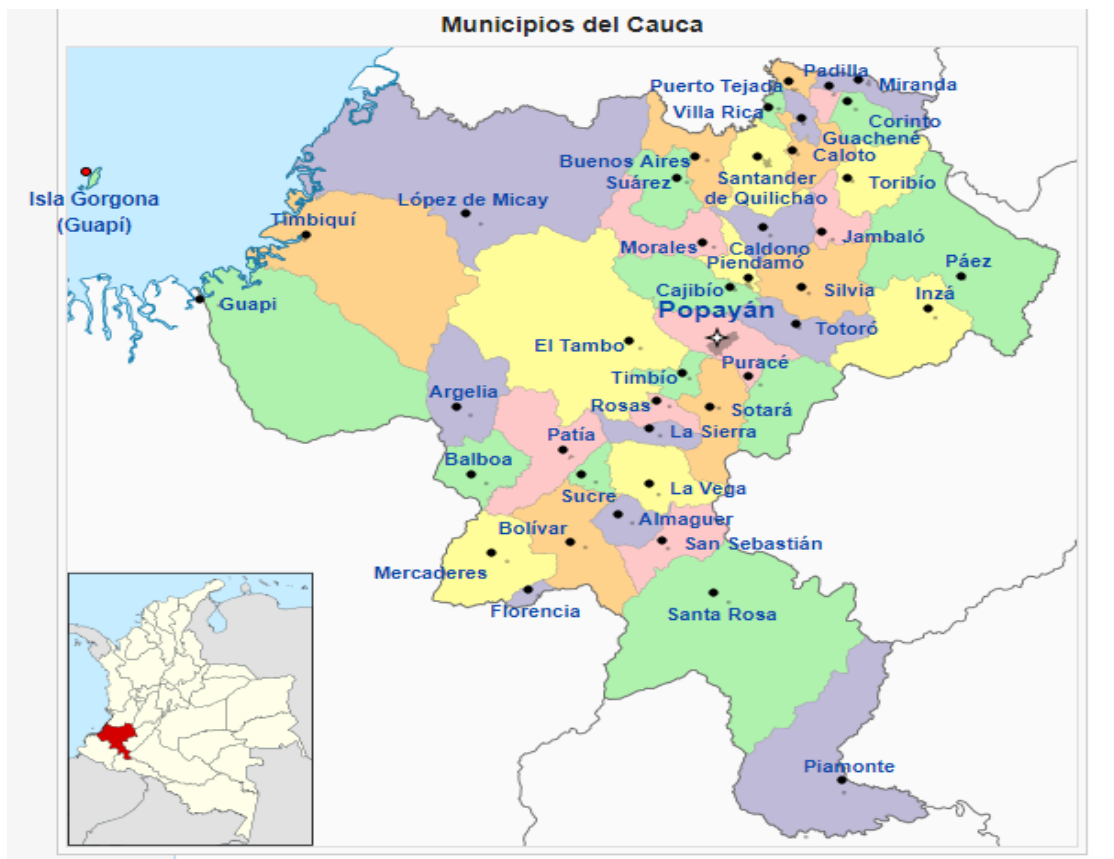 Municipios del Cauca
Padilla
Puerto Tejada
Miranda
Villa Rica
Corinto
Guachené
Buenos Aires
Caloto
Suárez
Santander
de Quilichao
Toribío
Isla Gorgona
(Guapí)
López de Micay
Timbiquí
Morales
Caldono
Jambaló
Piendamó
Páez
Guapi
Cajibío
Silvia
Inzá
Popayán
Totoró
El Tambo
Puracé
Timbío
Argelia
Rosas
Sotará
La Sierra
Patía
Balboa
Sucre
La Vega
Almaguer
Bolívar
San Sebastián
Mercaderes
Florencia
Santa Rosa
Piamonte